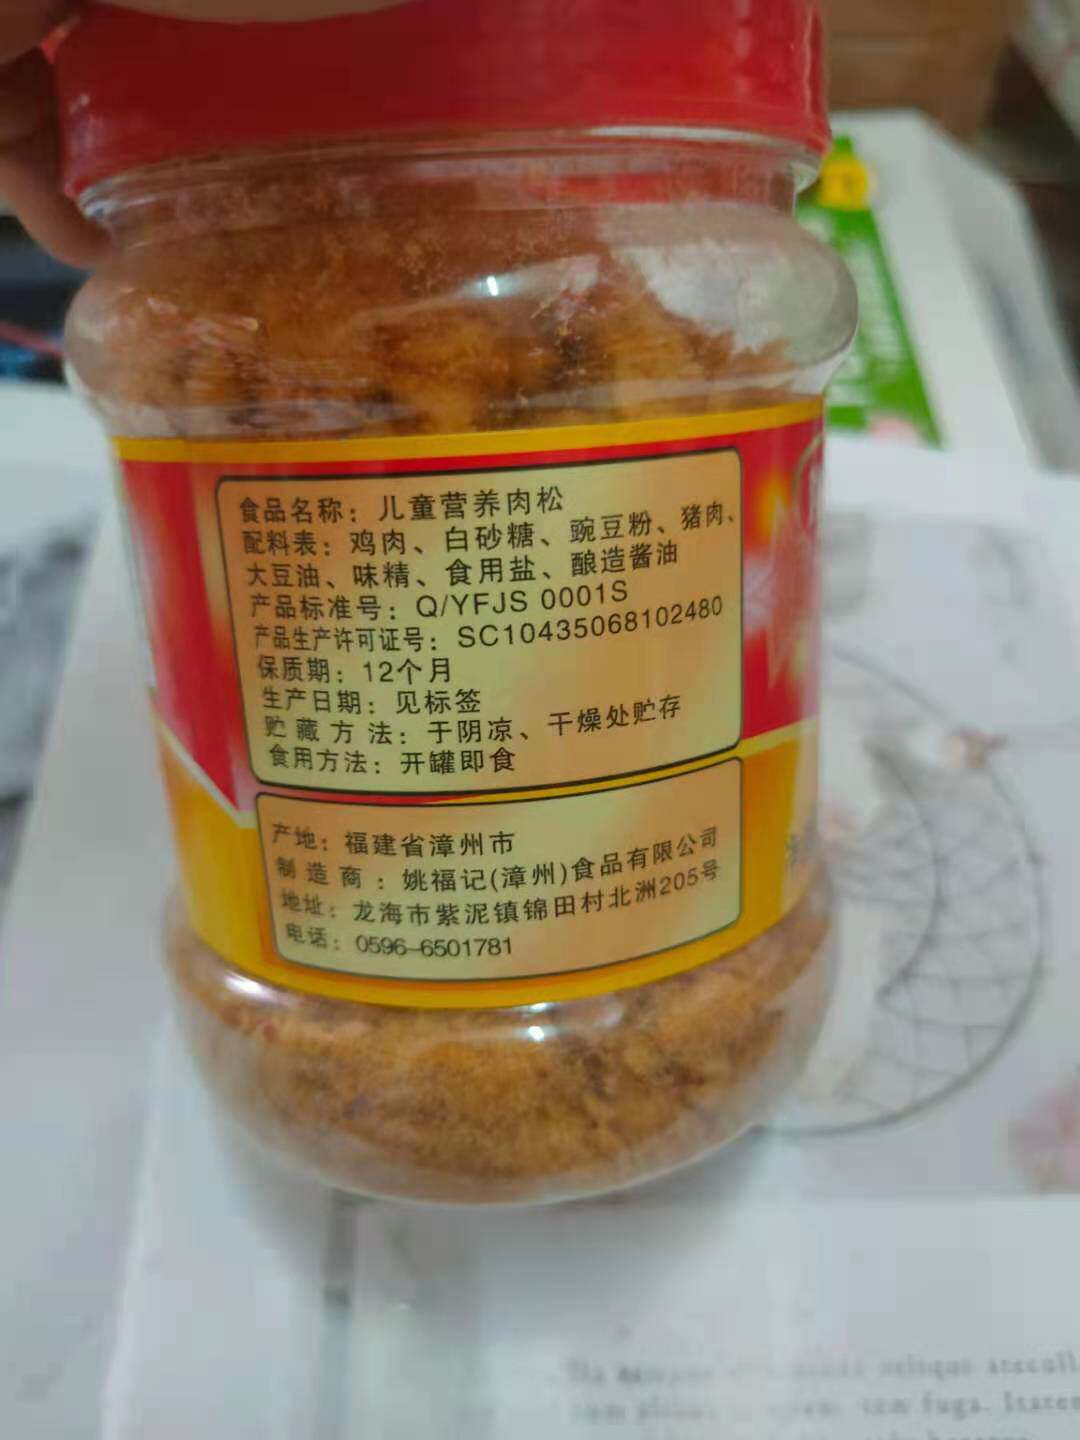 食品名称：儿童营养肉松
配料表：鸡肉、白砂糖、豌豆粉、猪肉、
大豆油、味精、食用盐、酿造酱油
产品标准号：Q/YFJS 0001S
产品生产许可证号：SC10435068102480
保质期：12个月
生产日期：见标签
贮藏方法：于阴凉、干燥处贮存
食用方法：开罐即食
产地：福建省漳州市
制造商：姚福记(漳州)食品有限公司
地址：龙海市紫泥镇锦田村北洲205号
电话：0596-6501781